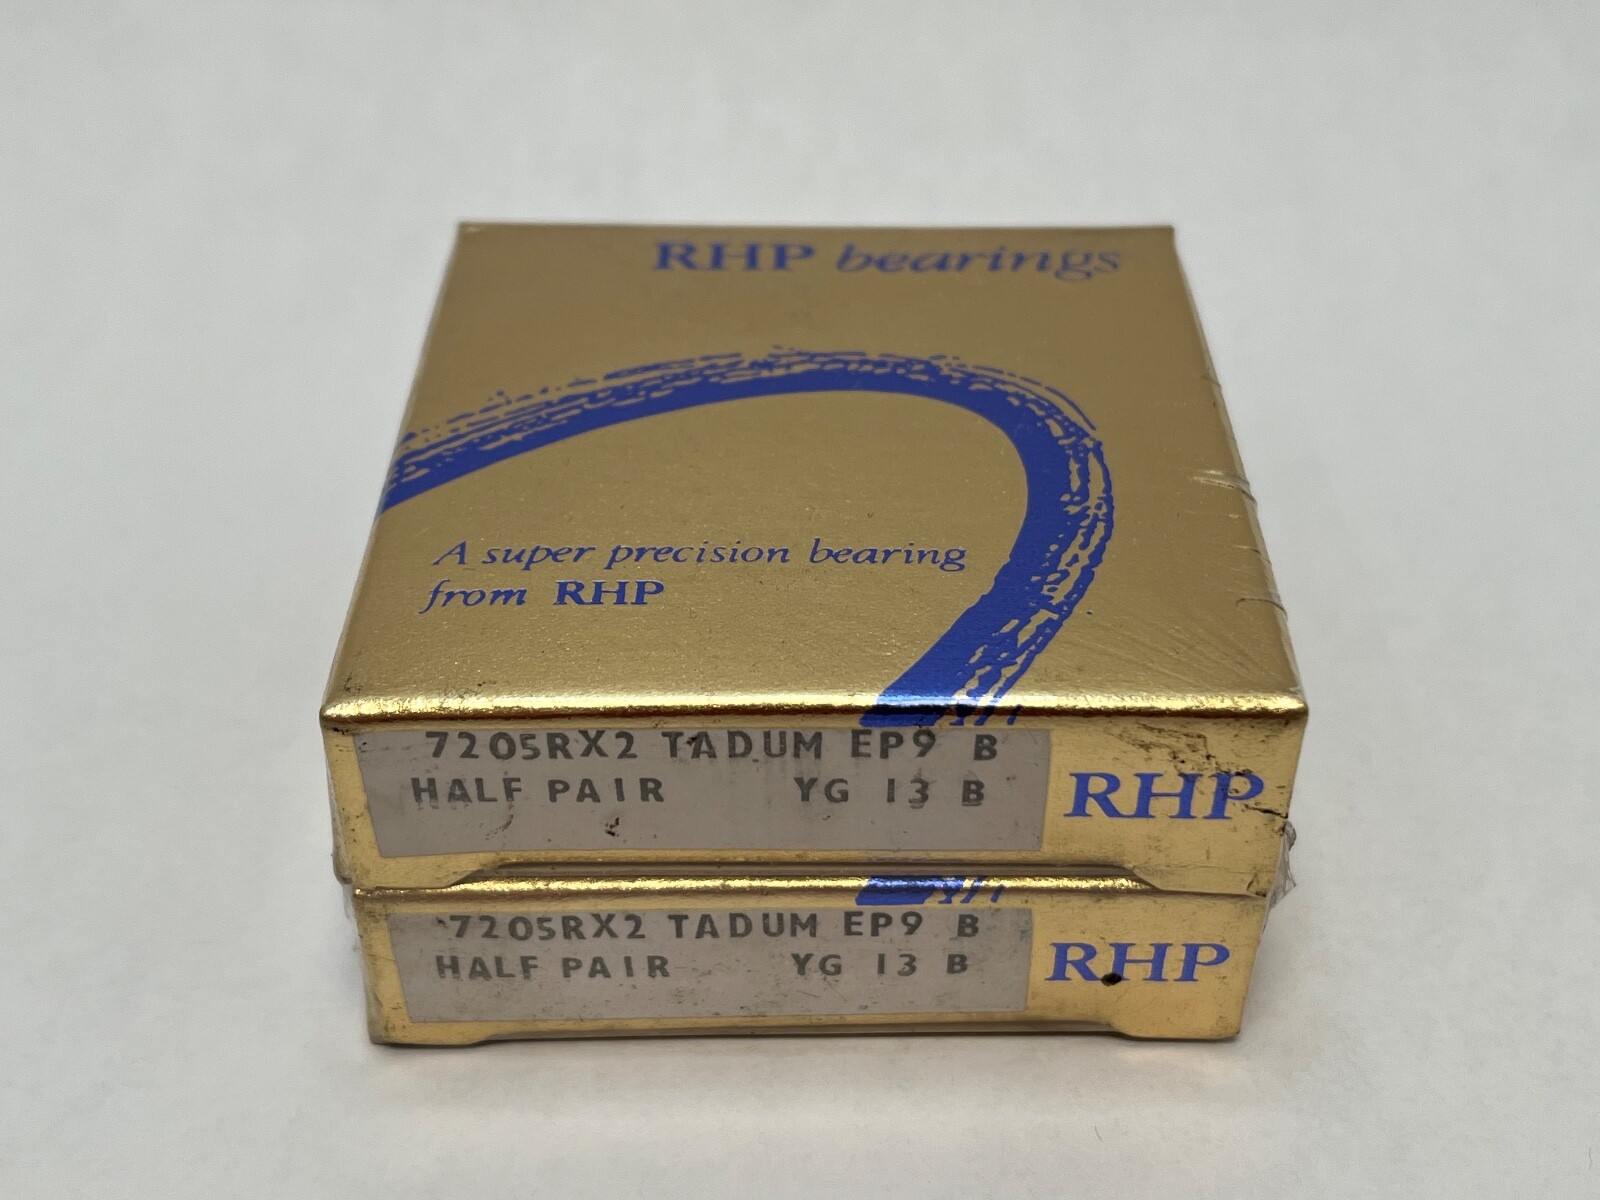 RHP bearings
A super precision bearing
from RHP
7205RX2 TADUM EP9 B
HALF PAIR YG 13 B
RHP
7205RX2 TADUM EP9 B
HALF PAIR YG 13 B
RHP